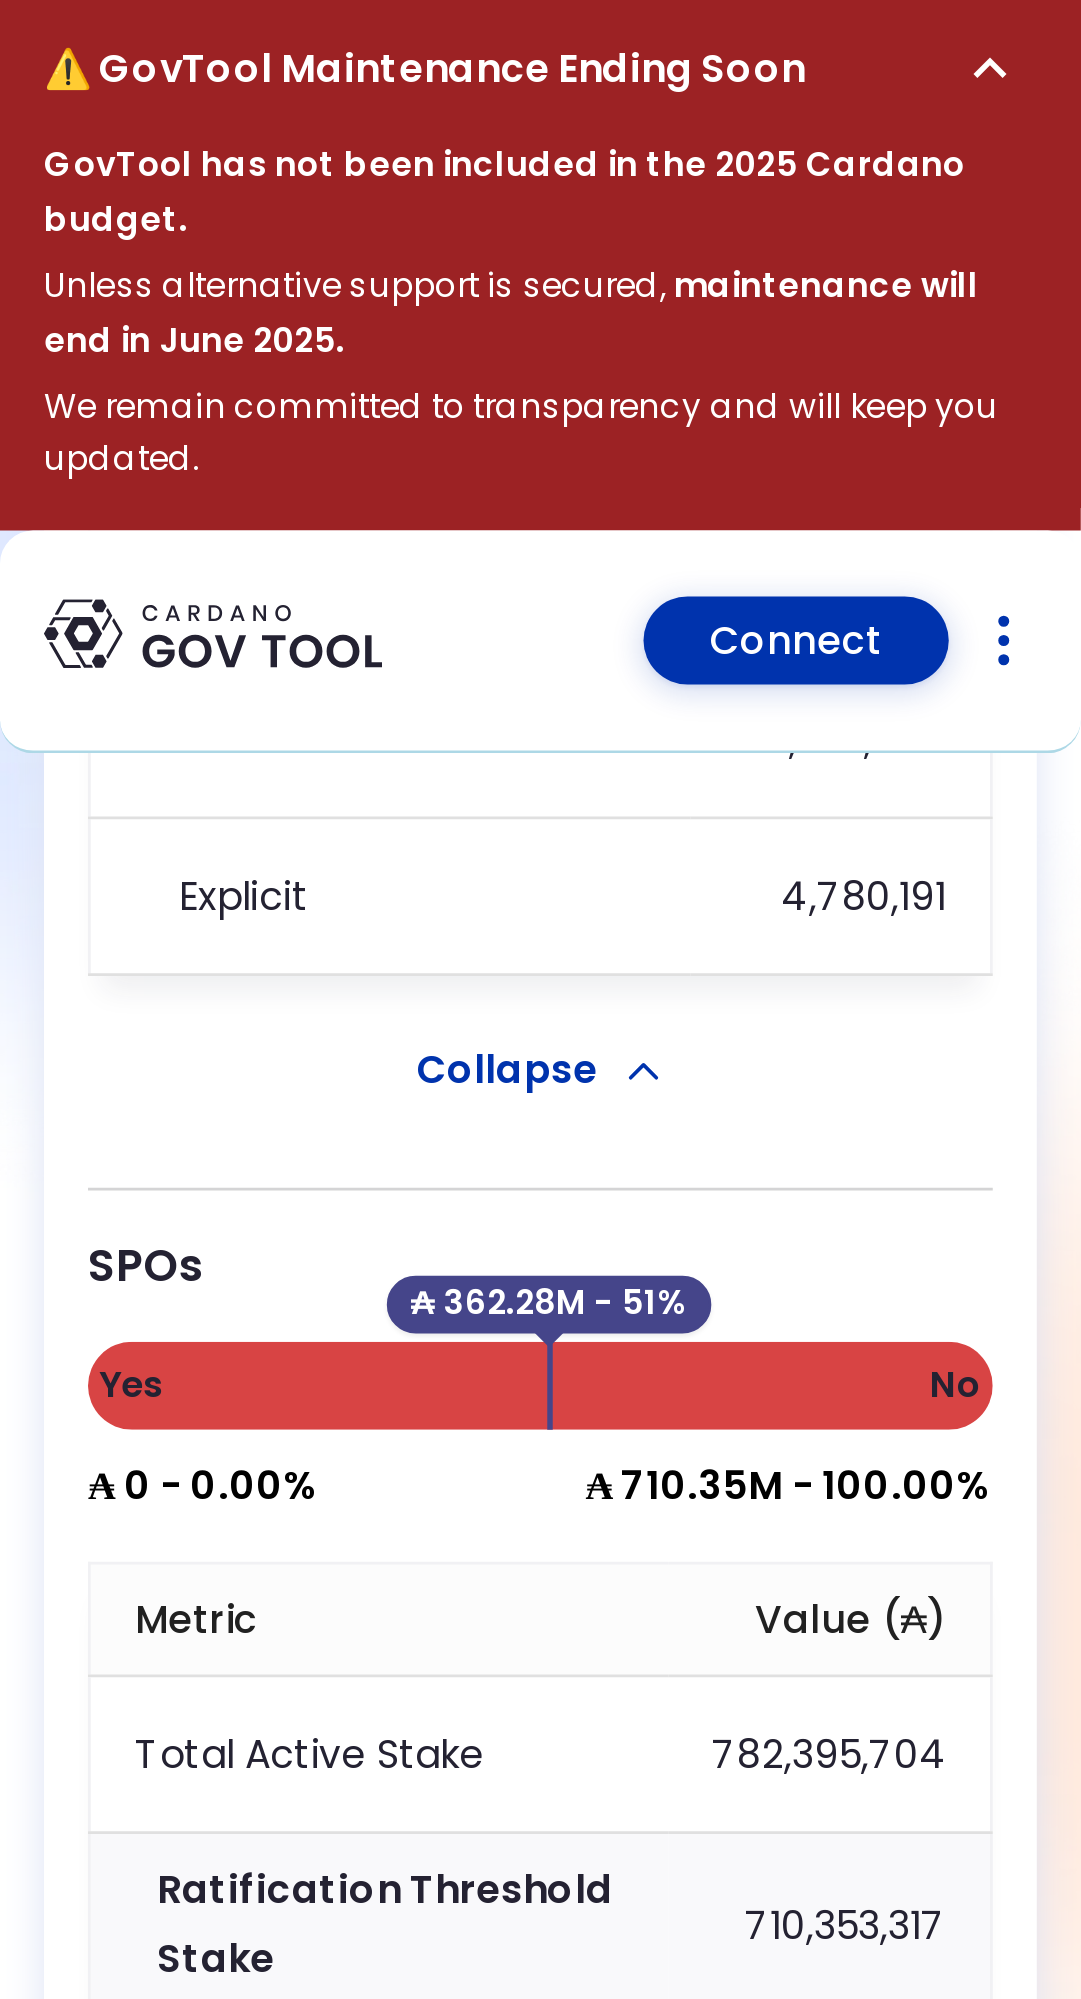 ⚠️ GovTool Maintenance Ending Soon
GovTool has not been included in the 2025 Cardano
budget.
Unless alternative support is secured, maintenance will
end in June 2025.
We remain committed to transparency and will keep you
updated.
CARDANO
GOV TOOL
Connect
Explicit 4,780,191
Collapse
SPOs
₳ 362.28M - 51%
Yes No
₳ 0 - 0.00% ₳ 710.35M - 100.00%
Metric Value (₳)
Total Active Stake 782,395,704
Ratification Threshold
Stake 710,353,317